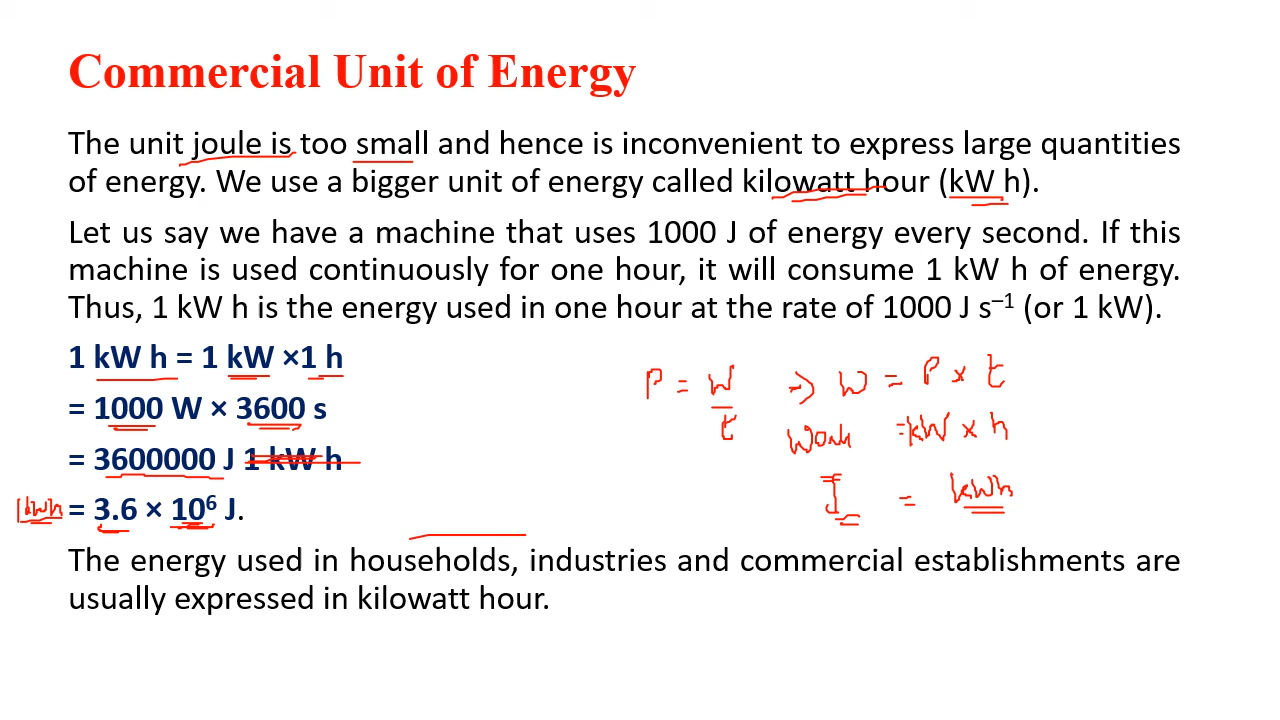 Commercial Unit of Energy
The unit joule is too small and hence is inconvenient to express large quantities
of energy. We use a bigger unit of energy called kilowatt hour (kW h).
Let us say we have a machine that uses 1000 J of energy every second. If this
machine is used continuously for one hour, it will consume 1 kW h of energy.
Thus, 1 kW h is the energy used in one hour at the rate of 1000 J s⁻¹ (or 1 kW).
1 kW h = 1 kW ×1 h
= 1000 W × 3600 s
= 3600000 J 1 kW h
1kwh = 3.6 × 10⁶ J.
P = W/t => W = P × t
Work = kW × h
J = kWh
The energy used in households, industries and commercial establishments are
usually expressed in kilowatt hour.